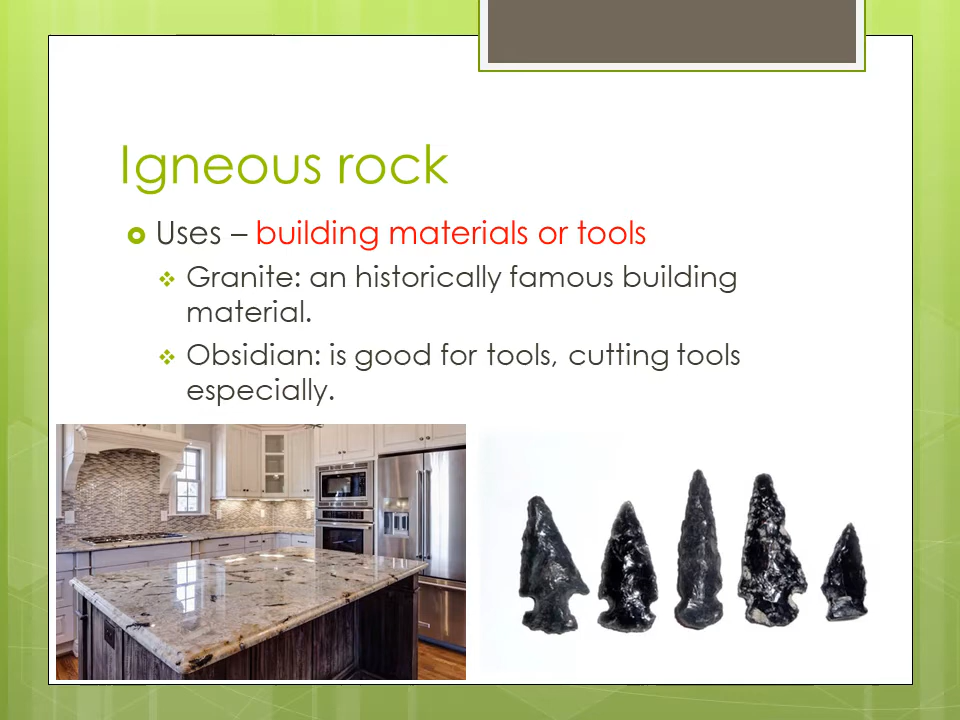 Igneous rock
Uses – building materials or tools
Granite: an historically famous building
material.
Obsidian: is good for tools, cutting tools
especially.